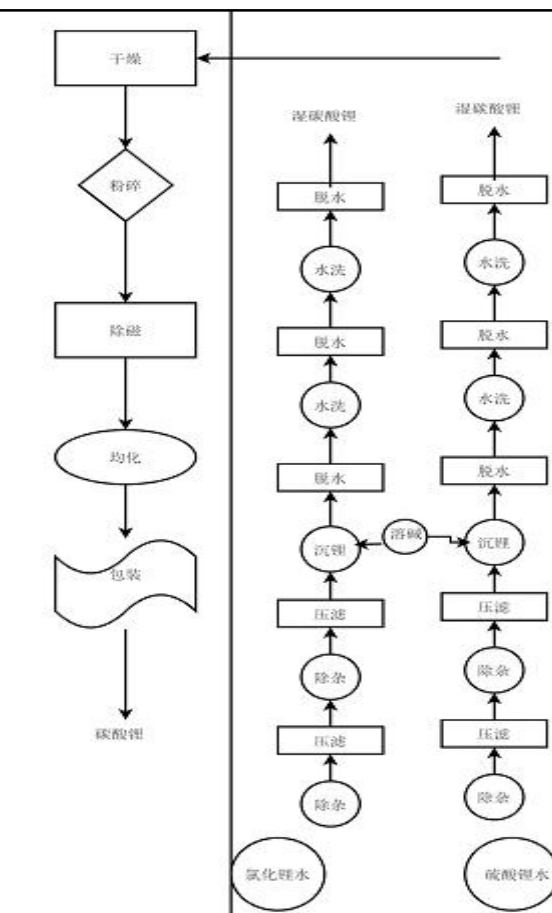 干燥
粉碎
除磁
均化
包装
碳酸锂
湿碳酸锂
脱水
水洗
脱水
水洗
脱水
沉锂
压滤
除杂
压滤
除杂
氯化锂水
溶碱
湿碳酸锂
脱水
水洗
脱水
水洗
脱水
沉锂
压滤
除杂
压滤
除杂
硫酸锂水